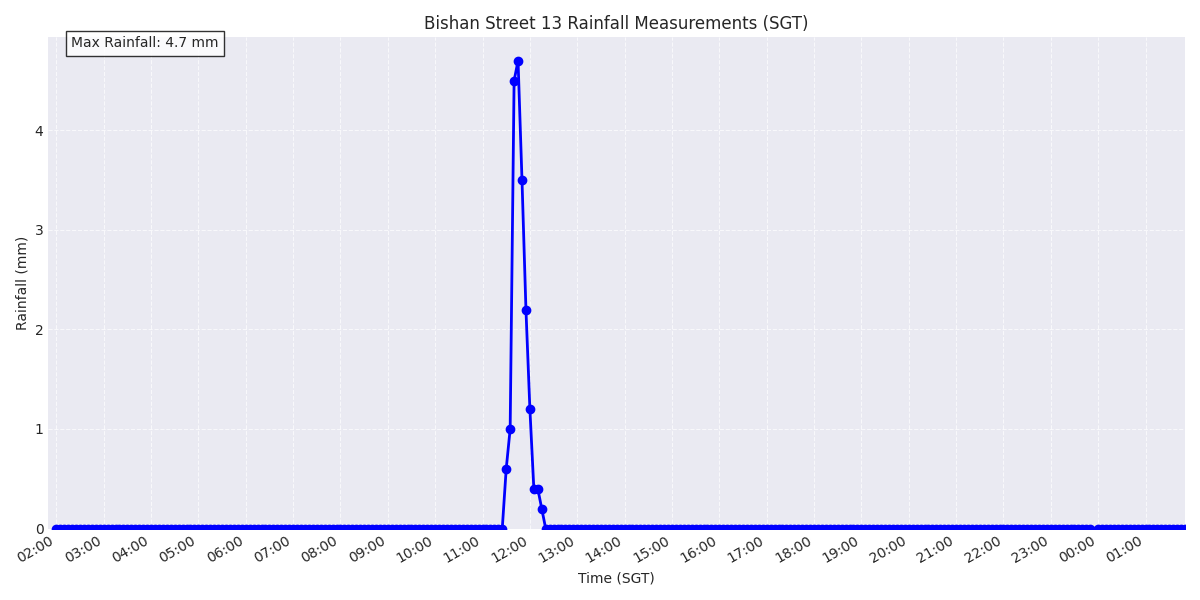 Bishan Street 13 Rainfall Measurements (SGT)
Max Rainfall: 4.7 mm
Rainfall (mm)
4
3
2
1
0
02:00 03:00 04:00 05:00 06:00 07:00 08:00 09:00 10:00 11:00 12:00 13:00 14:00 15:00 16:00 17:00 18:00 19:00 20:00 21:00 22:00 23:00 00:00 01:00
Time (SGT)